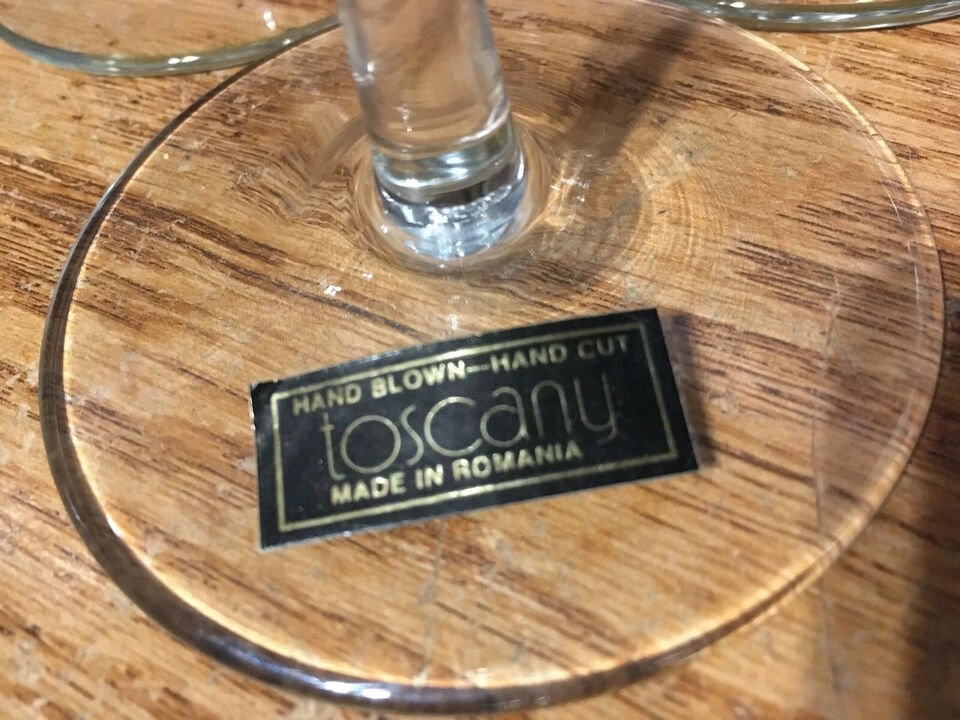 HAND BLOWN—HAND CUT
toscany
MADE IN ROMANIA